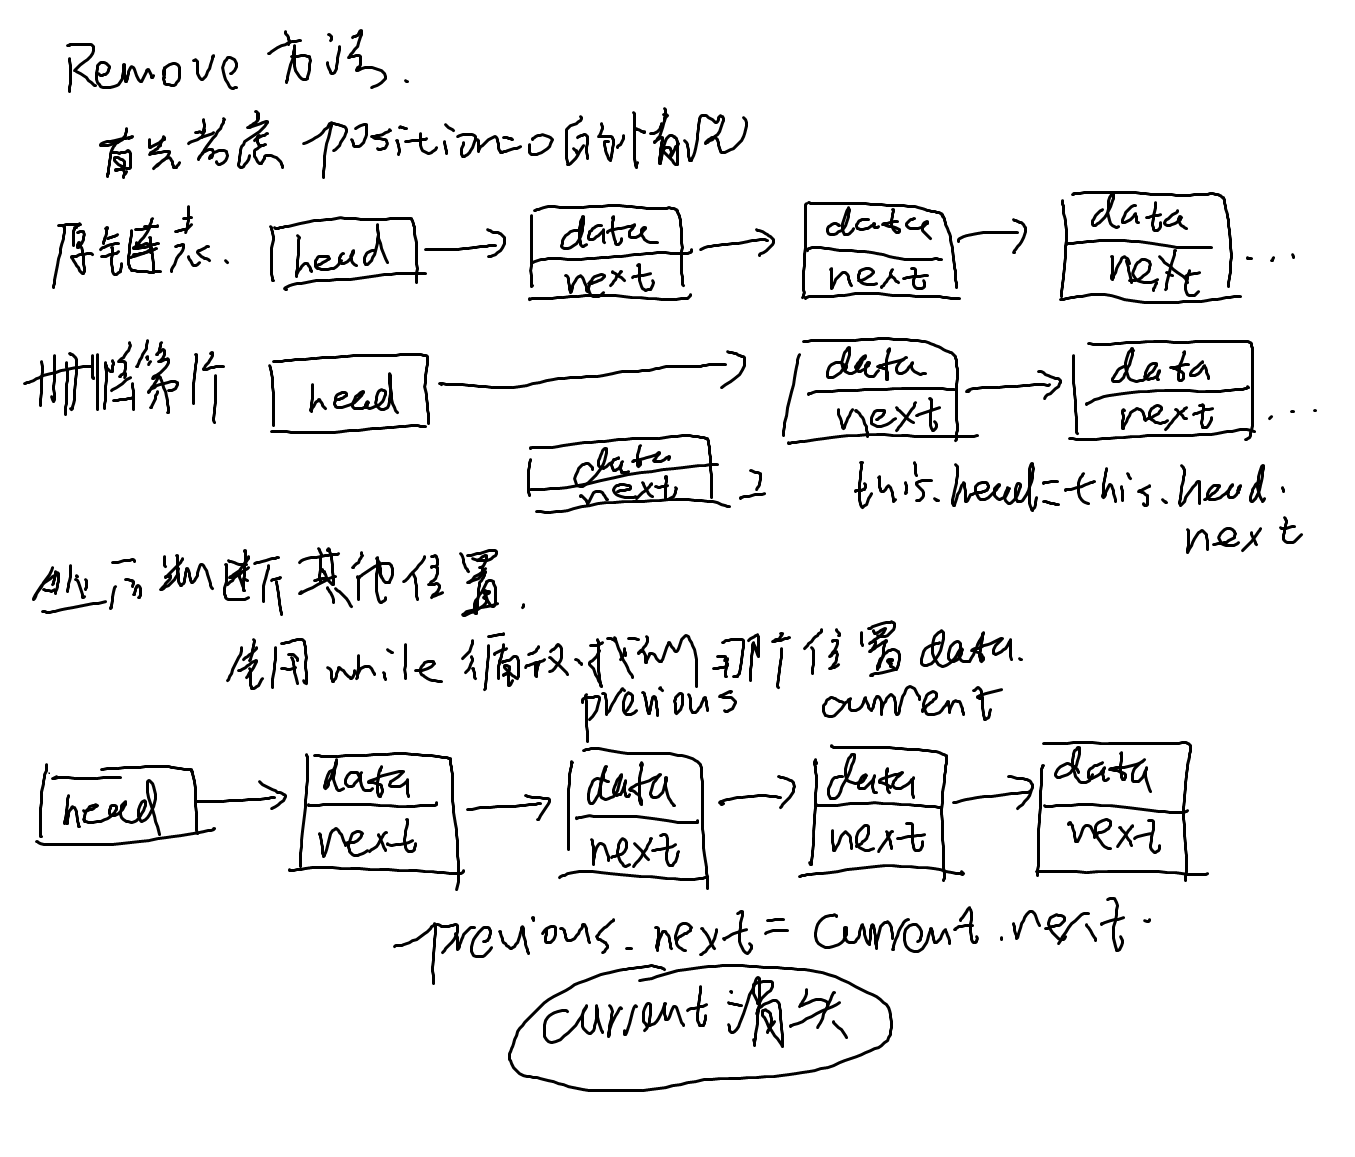 Remove 方法.
首先考虑 position=0的情况
原链表. head data next data next data next ...
删除第一个 head data next data next ...
data next
this.head=this.head.
next
然后判断其他位置.
使用while循环找到那个位置data.
previous current
head data next data next data next data next
previous.next = current.next.
current消失